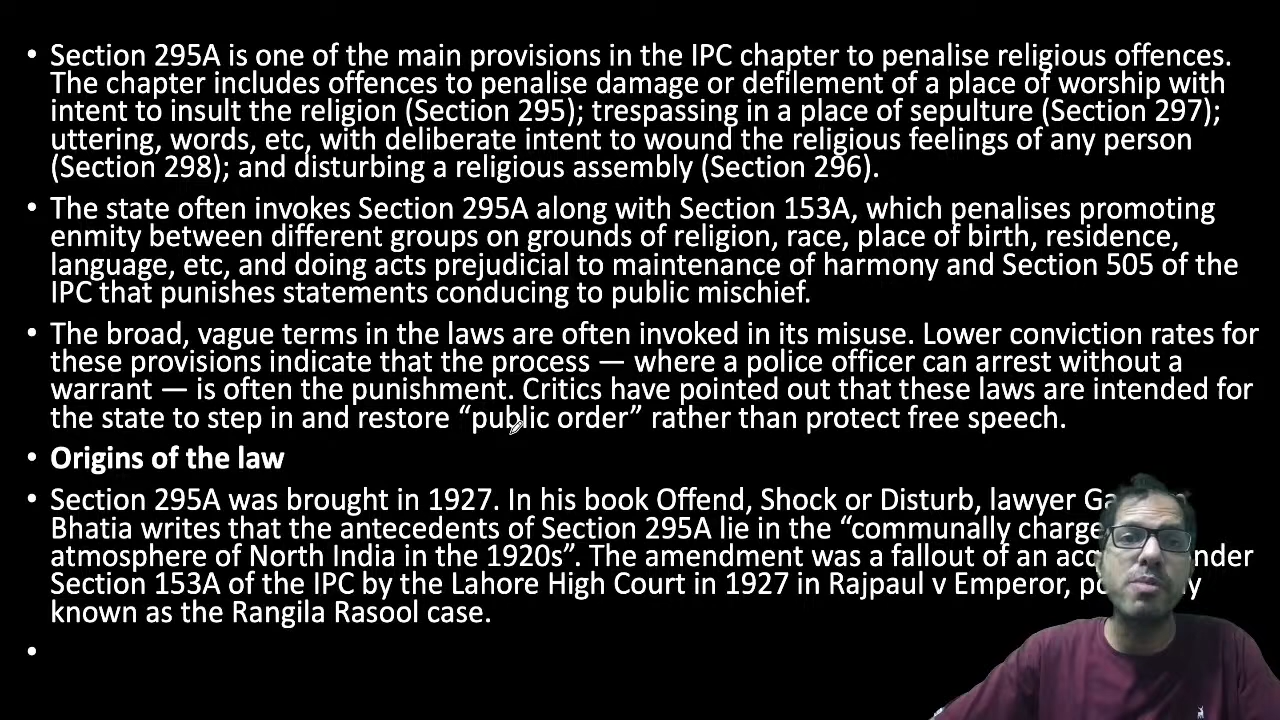 • Section 295A is one of the main provisions in the IPC chapter to penalise religious offences.
The chapter includes offences to penalise damage or defilement of a place of worship with
intent to insult the religion (Section 295); trespassing in a place of sepulture (Section 297);
uttering, words, etc, with deliberate intent to wound the religious feelings of any person
(Section 298); and disturbing a religious assembly (Section 296).
• The state often invokes Section 295A along with Section 153A, which penalises promoting
enmity between different groups on grounds of religion, race, place of birth, residence,
language, etc, and doing acts prejudicial to maintenance of harmony and Section 505 of the
IPC that punishes statements conducing to public mischief.
• The broad, vague terms in the laws are often invoked in its misuse. Lower conviction rates for
these provisions indicate that the process — where a police officer can arrest without a
warrant — is often the punishment. Critics have pointed out that these laws are intended for
the state to step in and restore “public order” rather than protect free speech.
• Origins of the law
• Section 295A was brought in 1927. In his book Offend, Shock or Disturb, lawyer
Bhatia writes that the antecedents of Section 295A lie in the “communally
atmosphere of North India in the 1920s”. The amendment was a fallout of an
Section 153A of the IPC by the Lahore High Court in 1927 in Rajpaul v Emperor,
known as the Rangila Rasool case.
•